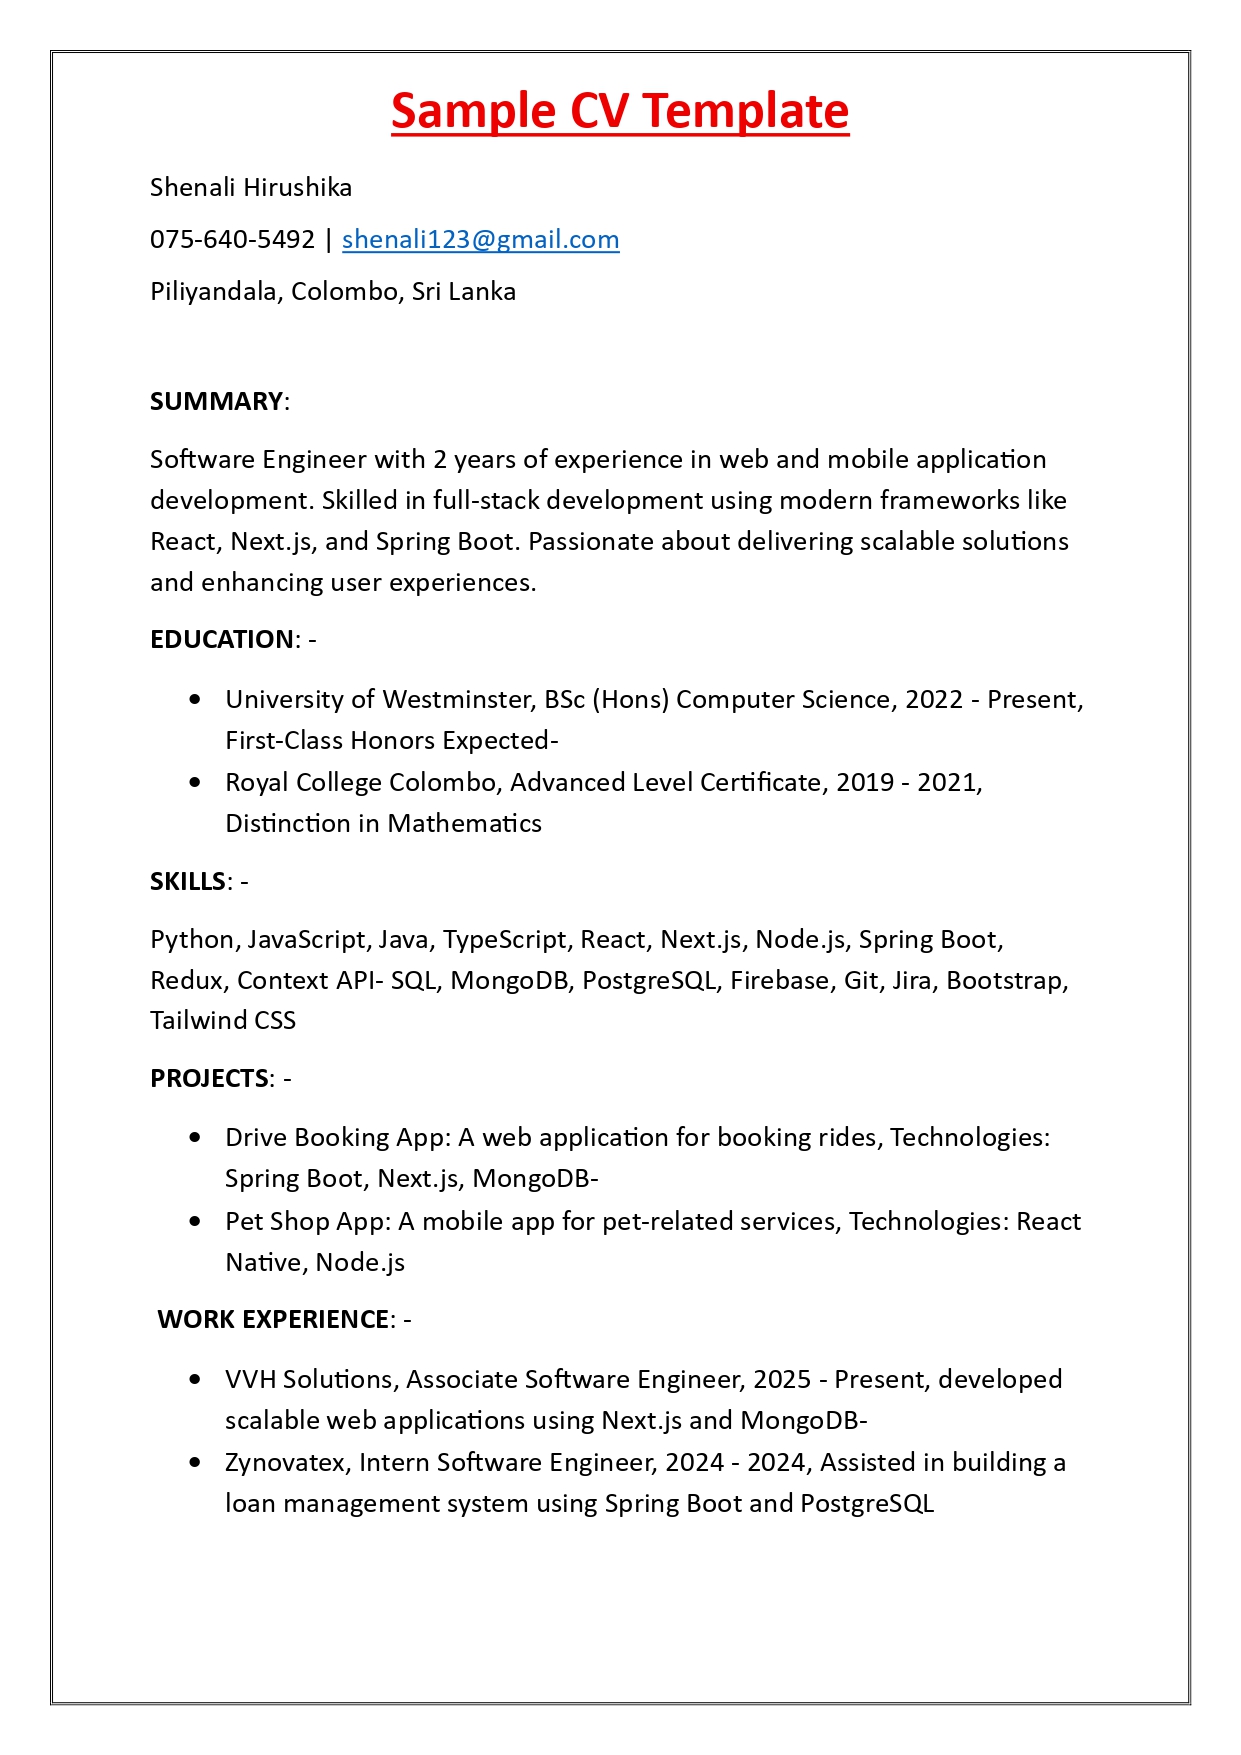 Sample CV Template
Shenali Hirushika
075-640-5492 | shenali123@gmail.com
Piliyandala, Colombo, Sri Lanka
SUMMARY:
Software Engineer with 2 years of experience in web and mobile application
development. Skilled in full-stack development using modern frameworks like
React, Next.js, and Spring Boot. Passionate about delivering scalable solutions
and enhancing user experiences.
EDUCATION: -
• University of Westminster, BSc (Hons) Computer Science, 2022 - Present,
First-Class Honors Expected-
• Royal College Colombo, Advanced Level Certificate, 2019 - 2021,
Distinction in Mathematics
SKILLS: -
Python, JavaScript, Java, TypeScript, React, Next.js, Node.js, Spring Boot,
Redux, Context API- SQL, MongoDB, PostgreSQL, Firebase, Git, Jira, Bootstrap,
Tailwind CSS
PROJECTS: -
• Drive Booking App: A web application for booking rides, Technologies:
Spring Boot, Next.js, MongoDB-
• Pet Shop App: A mobile app for pet-related services, Technologies: React
Native, Node.js
WORK EXPERIENCE: -
• VVH Solutions, Associate Software Engineer, 2025 - Present, developed
scalable web applications using Next.js and MongoDB-
• Zynovatex, Intern Software Engineer, 2024 - 2024, Assisted in building a
loan management system using Spring Boot and PostgreSQL